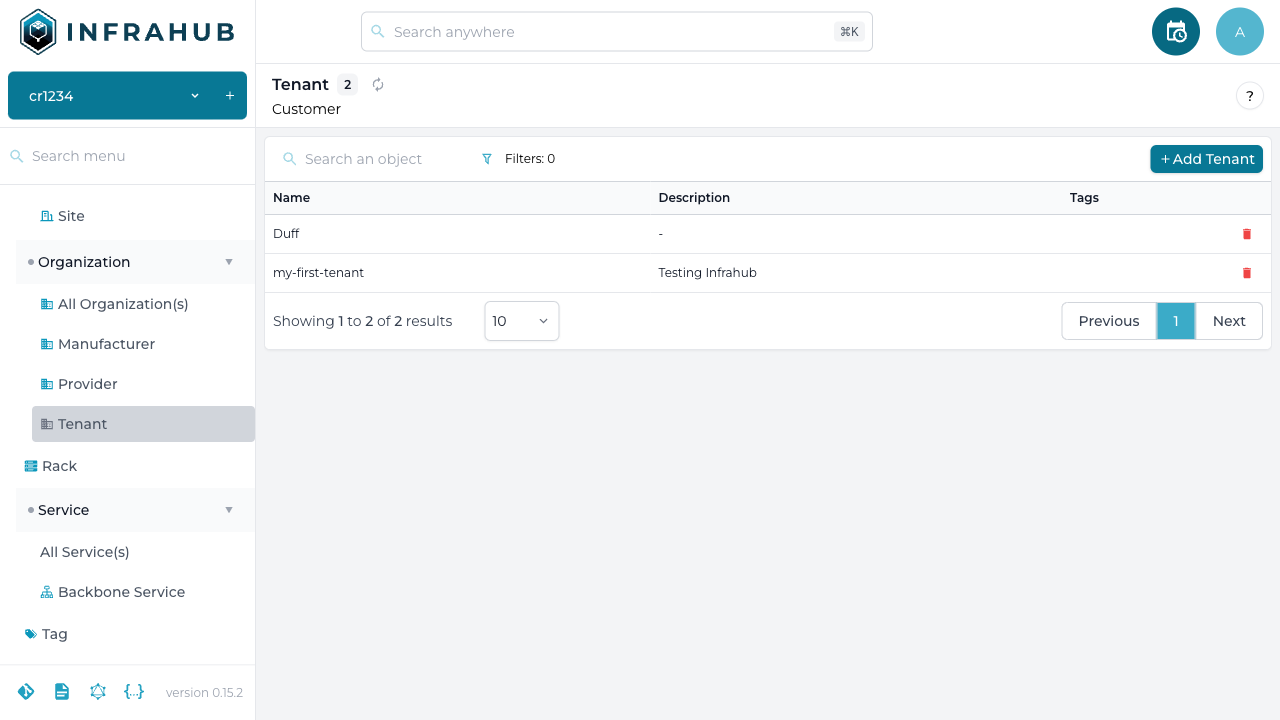 INFRAHUB
Search anywhere
⌘K
A
cr1234
+
Tenant 2
Customer
?
Search menu
Site
Organization
All Organization(s)
Manufacturer
Provider
Tenant
Rack
Service
All Service(s)
Backbone Service
Tag
version 0.15.2
Search an object
Filters: 0
+ Add Tenant
Name Description Tags
Duff -
my-first-tenant Testing Infrahub
Showing 1 to 2 of 2 results 10 Previous 1 Next